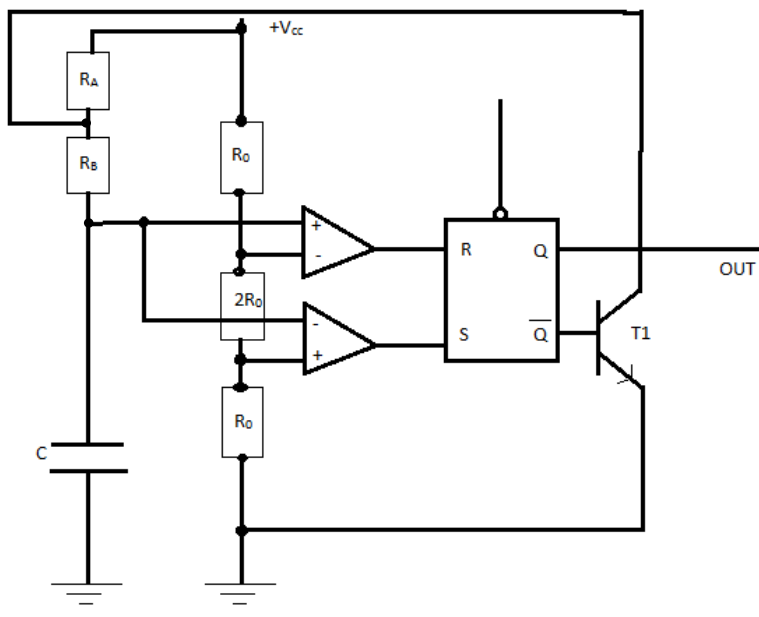 +Vcc
RA
RB
R0
+
-
R Q
OUT
2R0
-
+
S Q̅
T1
R0
C